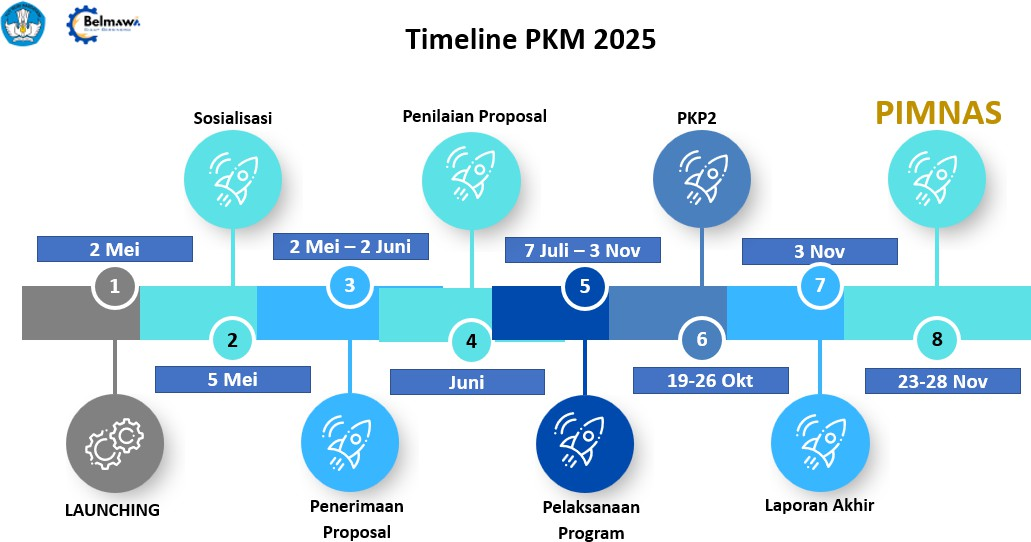 BELMAWA
Timeline PKM 2025
Sosialisasi
Penilaian Proposal
PKP2
PIMNAS
2 Mei
2 Mei – 2 Juni
7 Juli – 3 Nov
3 Nov
1
3
5
7
2
4
6
8
5 Mei
Juni
19-26 Okt
23-28 Nov
LAUNCHING
Penerimaan
Proposal
Pelaksanaan
Program
Laporan Akhir